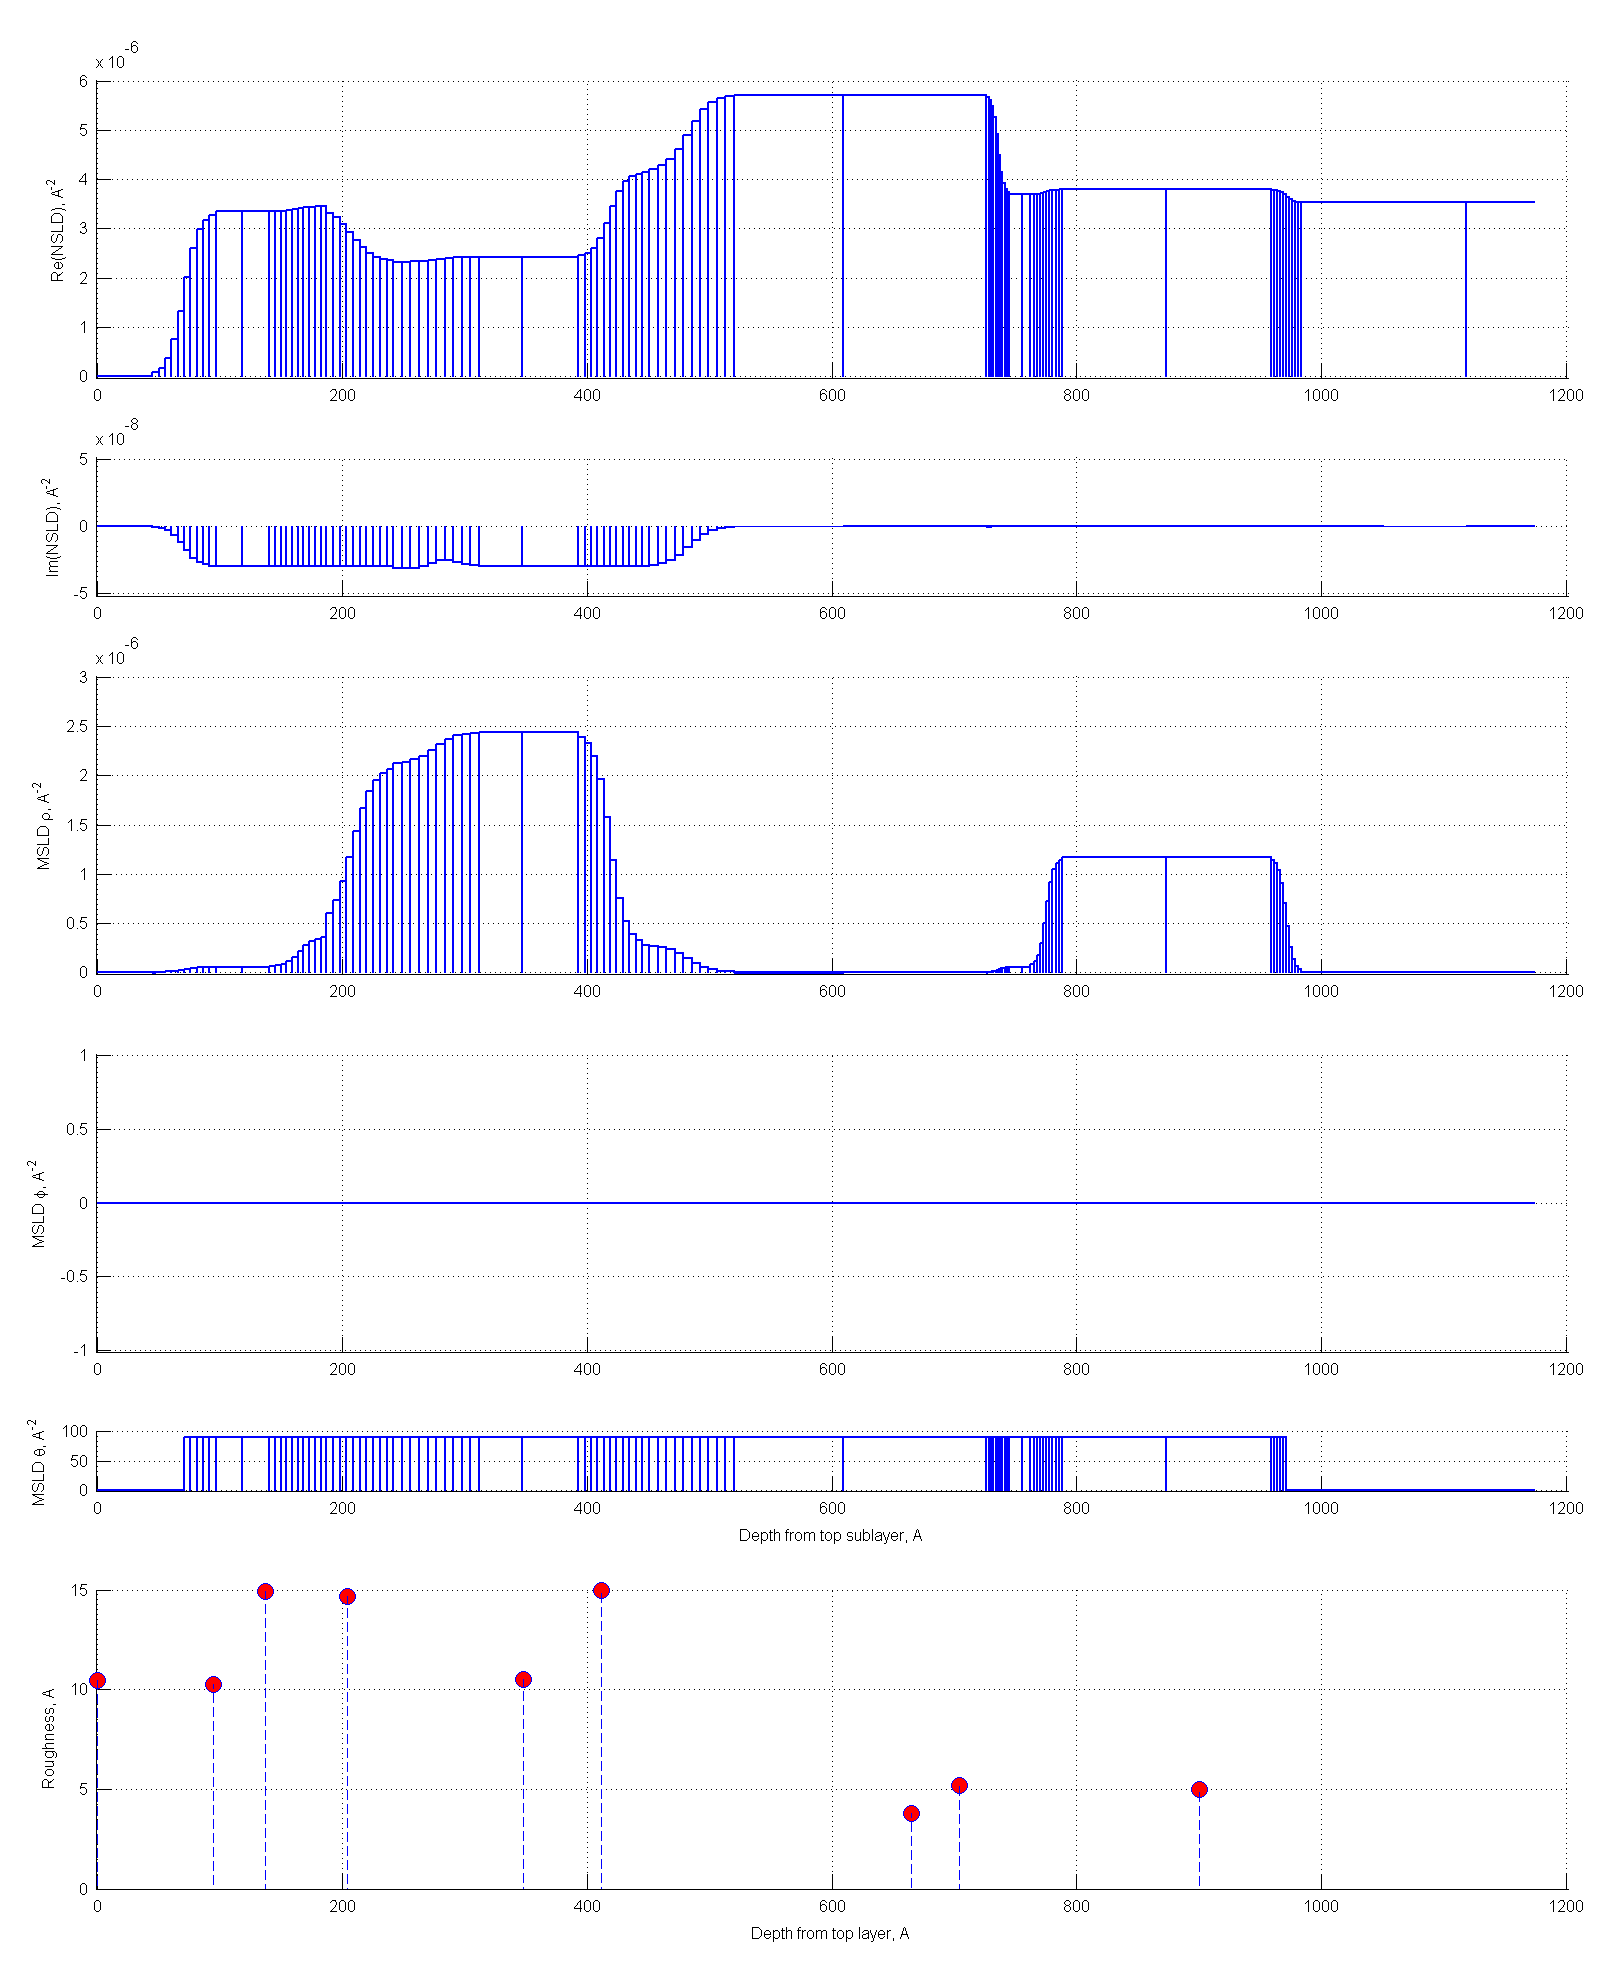 x 10^-6
Re(NSLD), A^-2
6
5
4
3
2
1
0
0 200 400 600 800 1000 1200
x 10^-8
Im(NSLD), A^-2
5
0
-5
0 200 400 600 800 1000 1200
x 10^-6
MSLD ρ, A^-2
3
2.5
2
1.5
1
0.5
0
0 200 400 600 800 1000 1200
MSLD ϕ, A^-2
1
0.5
0
-0.5
-1
0 200 400 600 800 1000 1200
MSLD θ, A^-2
100
50
0
0 200 400 600 800 1000 1200
Depth from top sublayer, A
Roughness, A
15
10
5
0
0 200 400 600 800 1000 1200
Depth from top layer, A